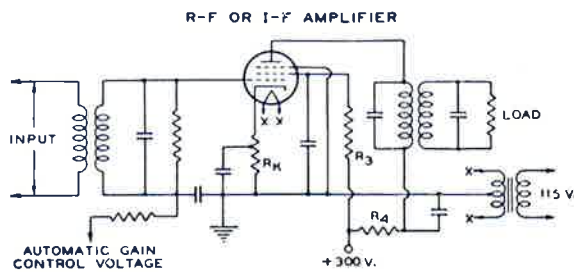 R-F OR I-F AMPLIFIER
INPUT
X X
RK
R3
LOAD
R4
X
X
115 V.
AUTOMATIC GAIN
CONTROL VOLTAGE
+300 V.